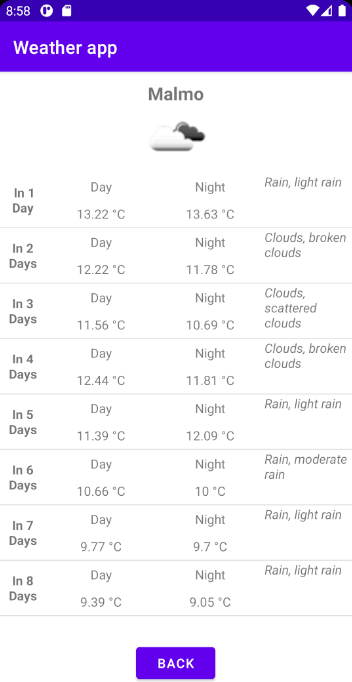 8:58
Weather app
Malmo
In 1
Day
Day
13.22 °C
Night
13.63 °C
Rain, light rain
In 2
Days
Day
12.22 °C
Night
11.78 °C
Clouds, broken
clouds
In 3
Days
Day
11.56 °C
Night
10.69 °C
Clouds,
scattered
clouds
In 4
Days
Day
12.44 °C
Night
11.81 °C
Clouds, broken
clouds
In 5
Days
Day
11.39 °C
Night
12.09 °C
Rain, light rain
In 6
Days
Day
10.66 °C
Night
10 °C
Rain, moderate
rain
In 7
Days
Day
9.77 °C
Night
9.7 °C
Rain, light rain
In 8
Days
Day
9.39 °C
Night
9.05 °C
Rain, light rain
BACK